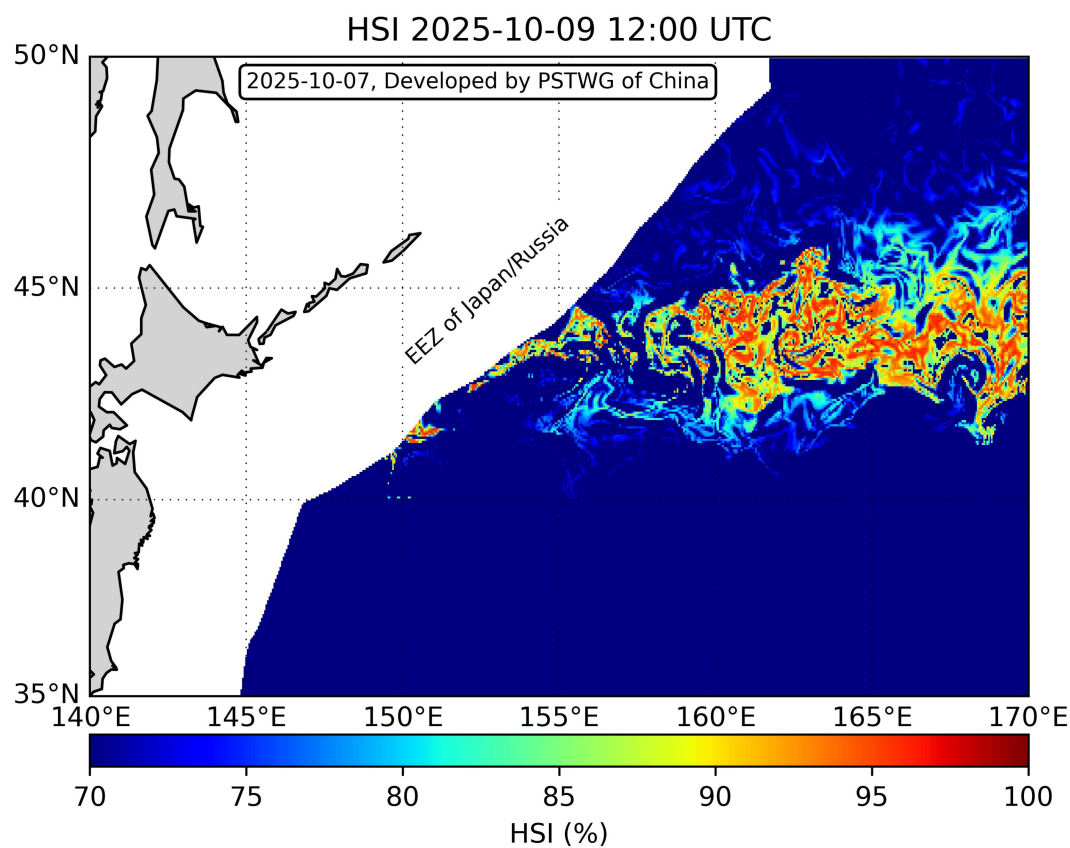 HSI 2025-10-09 12:00 UTC
50°N
2025-10-07, Developed by PSTWG of China
EEZ of Japan/Russia
45°N
40°N
35°N
140°E 145°E 150°E 155°E 160°E 165°E 170°E
70 75 80 85 90 95 100
HSI (%)